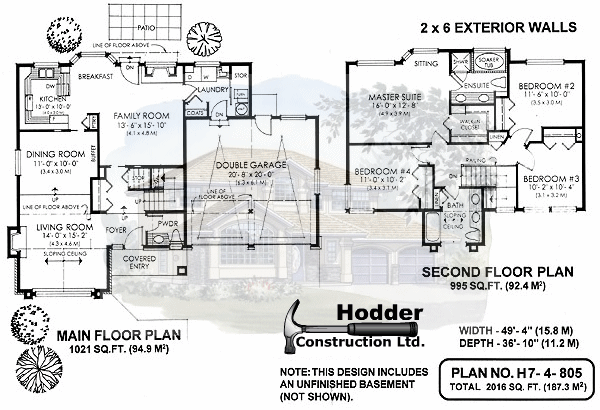 PATIO
LINE OF FLOOR ABOVE
BREAKFAST
DW
KITCHEN
13'-0" x 10'-0"
(4.0 x 3.0 M)
FAMILY ROOM
13'-6" x 15'-10"
(4.1 x 4.8 M)
D W
STOR
LAUNDRY
DN
COATS
DINING ROOM
11'-0" x 10'-0"
(3.4 x 3.0 M)
BUFFET
UP
LINE OF FLOOR ABOVE
DN
DOUBLE GARAGE
20'-8" x 20'-0"
(6.3 x 6.1 M)
LINE OF FLOOR ABOVE
LIVING ROOM
14'-0" x 15'-2"
(4.3 x 4.6 M)
SLOPING CEILING
FOYER
UP
PWDR
COVERED
ENTRY
MAIN FLOOR PLAN
1021 SQ.FT. (94.9 M²)
2 x 6 EXTERIOR WALLS
SITTING
SHWR
SOAKER
TUB
ENSUITE
MASTER SUITE
16'-0" x 12'-8"
(4.9 x 3.9 M)
WALK-IN
CLOSET
LINEN
BEDROOM #2
11'-6" x 10'-0"
(3.5 x 3.0 M)
BEDROOM #4
11'-0" x 10'-2"
(3.4 x 3.1 M)
RAILING
DN
BEDROOM #3
10'-2" x 10'-4"
(3.1 x 3.2 M)
LINEN
BATH
SLOPING
CEILING
SECOND FLOOR PLAN
995 SQ.FT. (92.4 M²)
Hodder
Construction Ltd.
WIDTH - 49'- 4" (15.8 M)
DEPTH - 36'- 10" (11.2 M)
NOTE: THIS DESIGN INCLUDES
AN UNFINISHED BASEMENT
(NOT SHOWN).
PLAN NO. H7- 4- 805
TOTAL 2016 SQ. FT. (187.3 M²)